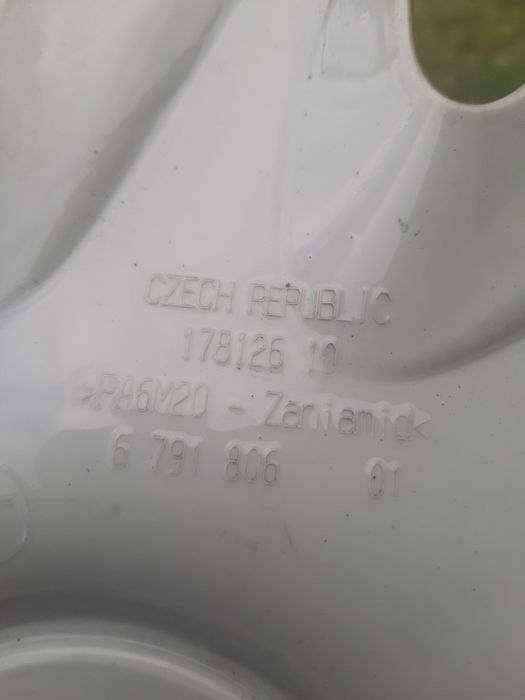 CZECH REPUBLIC
178126 10
>PA6M20 - Zaniamid<
6 791 806 01